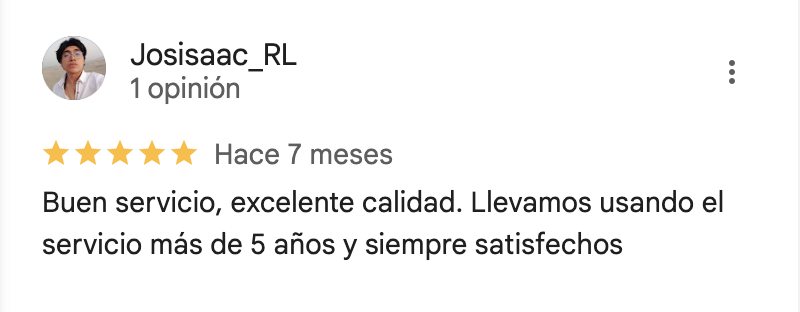 Josisaac_RL
1 opinión
Hace 7 meses
Buen servicio, excelente calidad. Llevamos usando el
servicio más de 5 años y siempre satisfechos